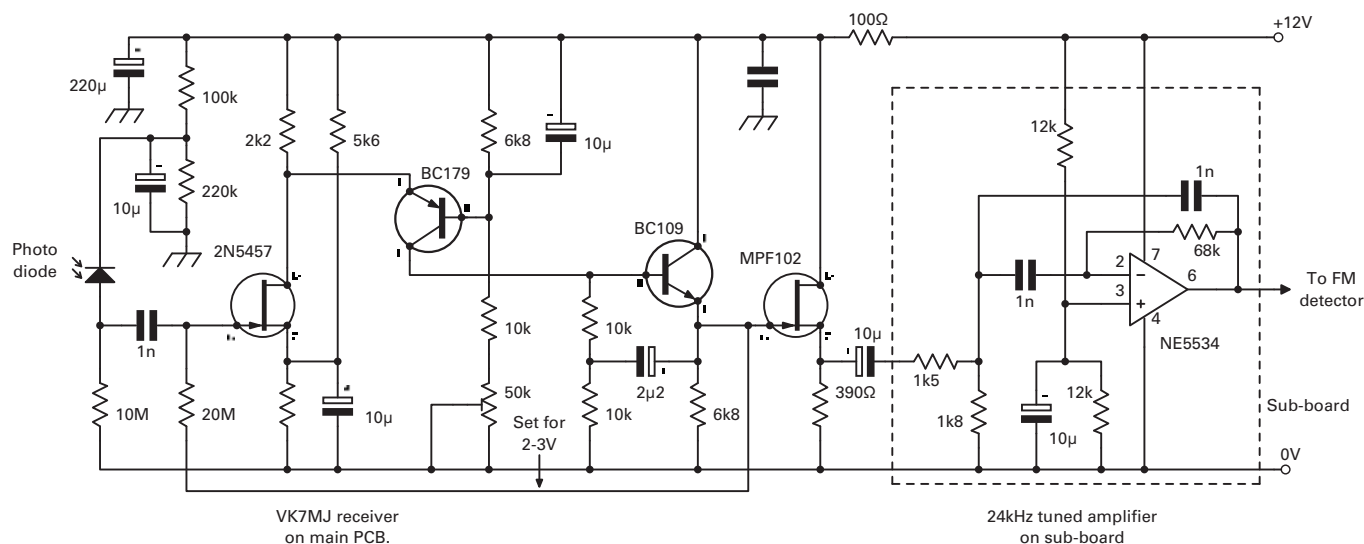 100Ω
+12V
220µ
100k
2k2
5k6
6k8
10µ
12k
1n
BC179
220k
10µ
68k
BC109
Photo
diode
2N5457
MPF102
2
7
6
3
4
To FM
detector
1n
NE5534
1n
10k
10k
10µ
1k5
2µ2
390Ω
50k
10M
20M
10µ
10k
6k8
1k8
12k
10µ
Sub-board
Set for
2-3V
0V
VK7MJ receiver
on main PCB.
24kHz tuned amplifier
on sub-board